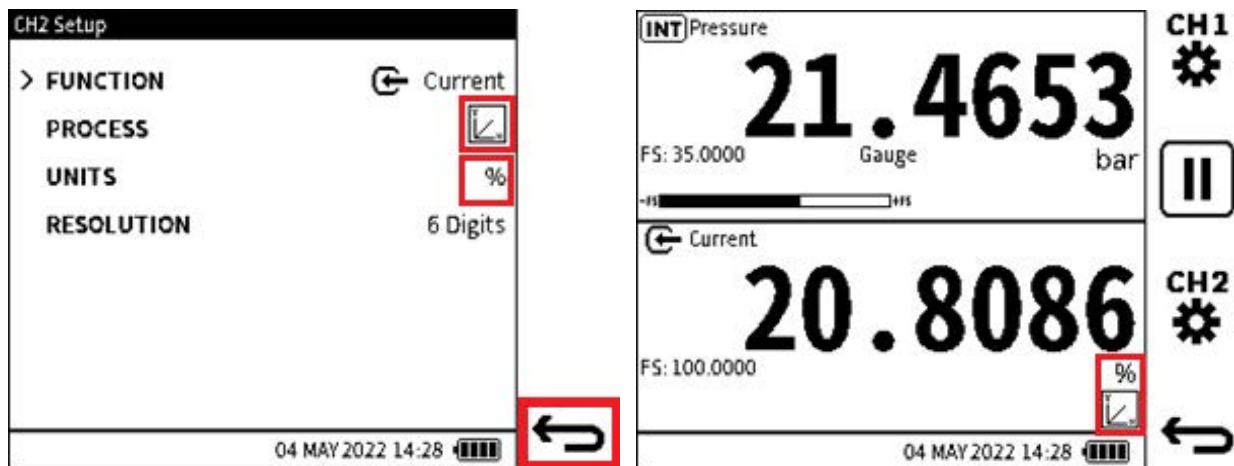 CH2 Setup
> FUNCTION Current
PROCESS
UNITS %
RESOLUTION 6 Digits
04 MAY 2022 14:28
INT Pressure
21.4653
FS: 35.0000 Gauge bar
-FS +FS
Current
20.8086
FS: 100.0000 %
04 MAY 2022 14:28
CH1
CH2